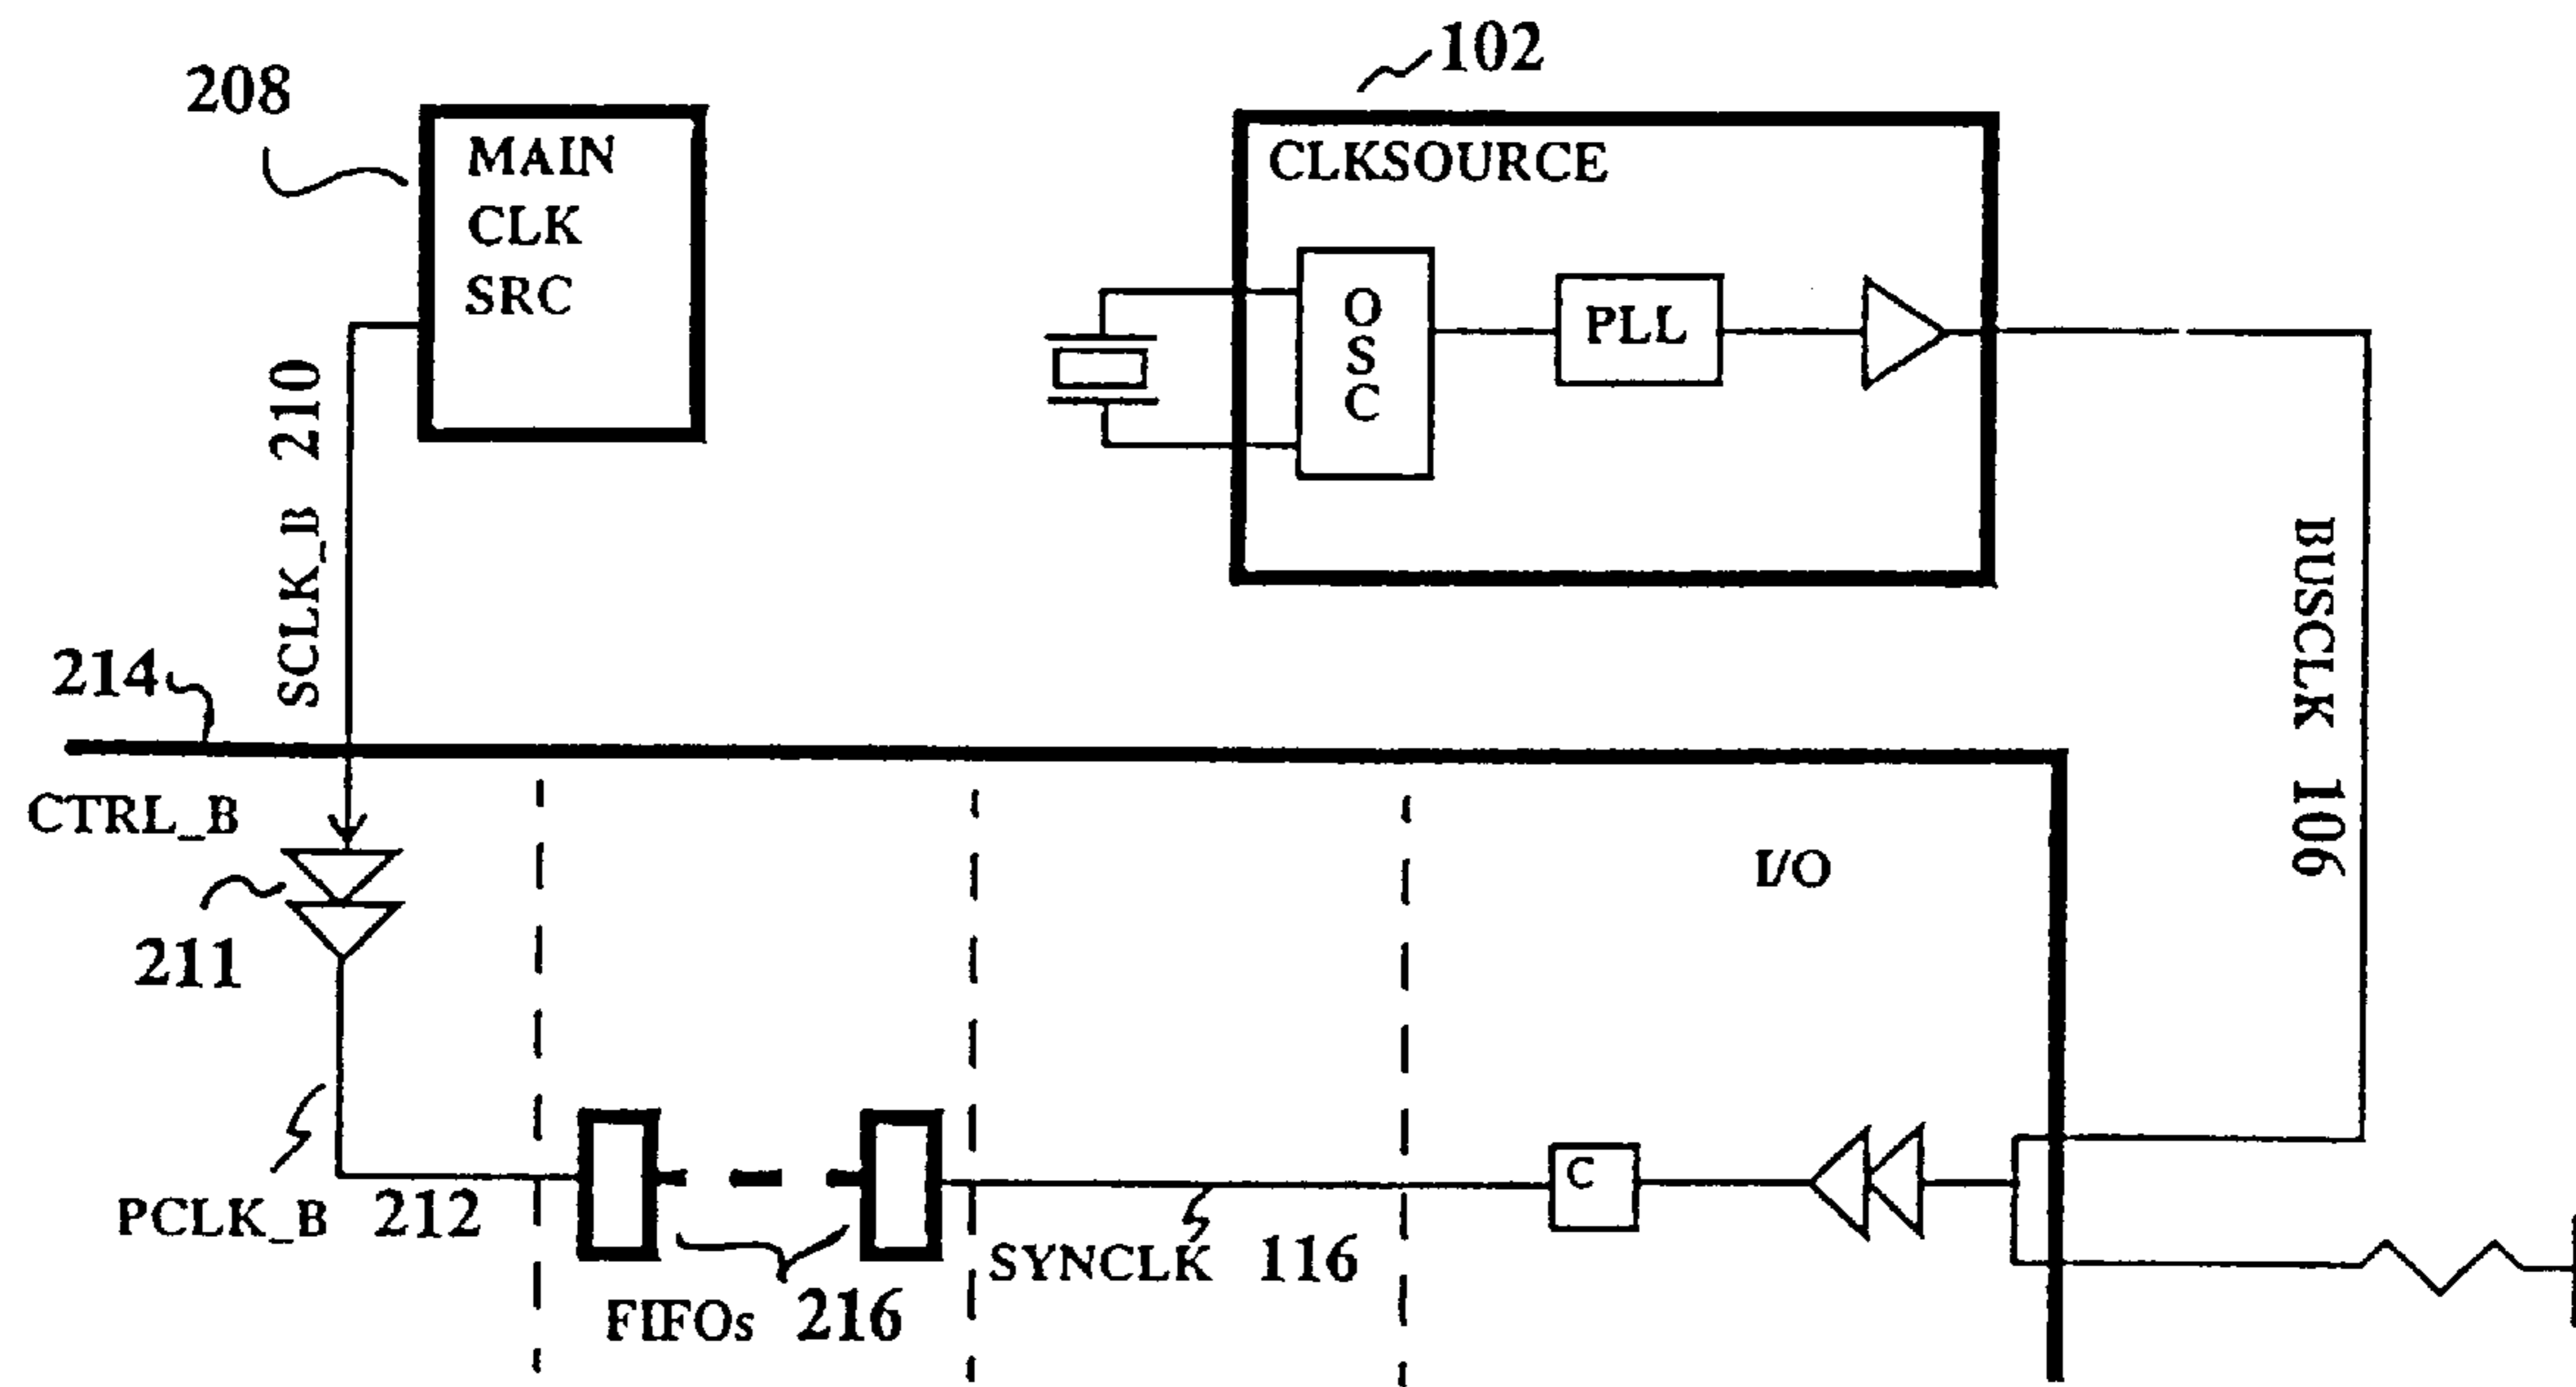 102
208
MAIN
CLK
SRC
CLKSOURCE
OSC
PLL
SCLK_B 210
BUSCLK 106
214
CTRL_B
I/O
211
PCLK_B 212
C
SYNCLK 116
FIFOs 216